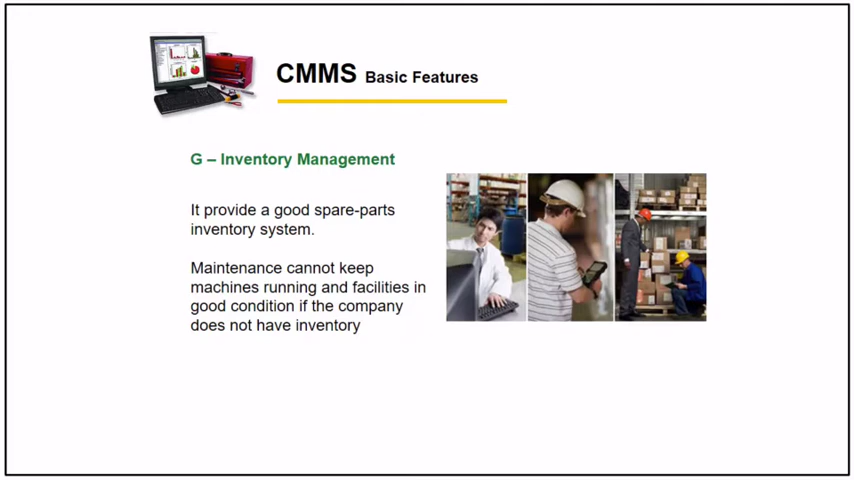 CMMS Basic Features
G – Inventory Management
It provide a good spare-parts
inventory system.
Maintenance cannot keep
machines running and facilities in
good condition if the company
does not have inventory